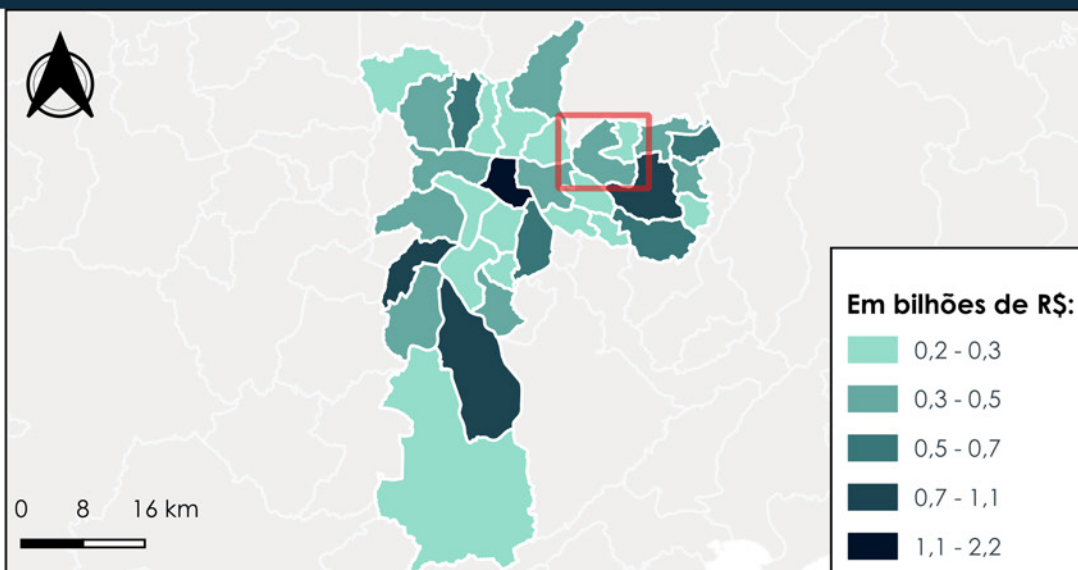 Em bilhões de R$:
0,2 - 0,3
0,3 - 0,5
0,5 - 0,7
0,7 - 1,1
1,1 - 2,2
0 8 16 km